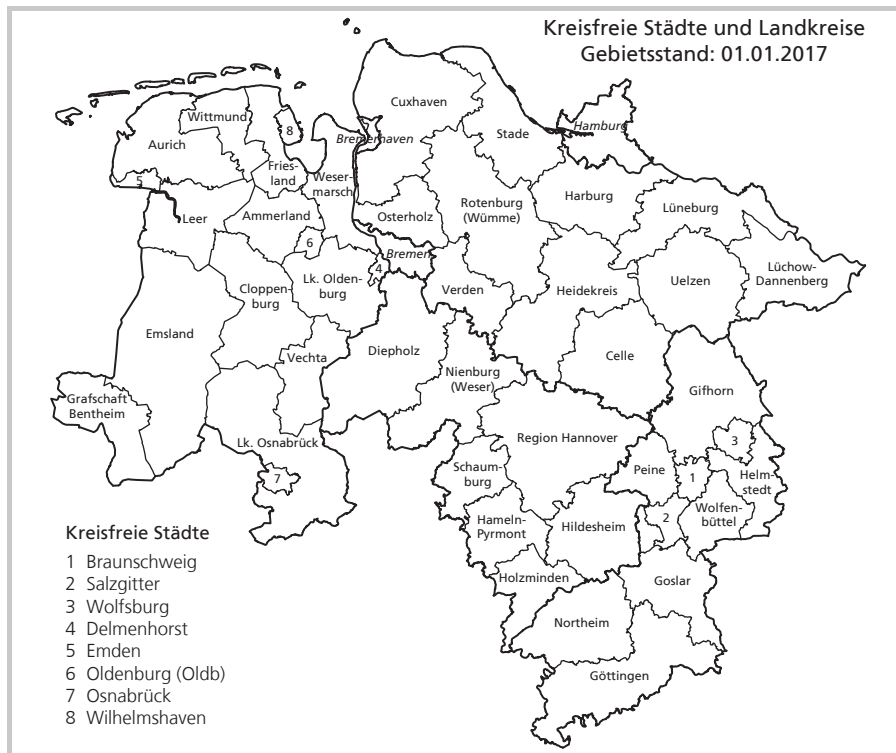 Kreisfreie Städte und Landkreise
Gebietsstand: 01.01.2017
Cuxhaven
Wittmund
8
Stade
Hamburg
Bremerhaven
Aurich
Fries-
land
Weser-
marsch
5
Harburg
Rotenburg
(Wümme)
Lüneburg
Leer
Ammerland
Osterholz
6
Bremen
4
Lk. Olden-
burg
Cloppen-
burg
Verden
Heidekreis
Uelzen
Lüchow-
Dannenberg
Emsland
Vechta
Diepholz
Celle
Nienburg
(Weser)
Gifhorn
Grafschaft
Bentheim
Lk. Osnabrück
Region Hannover
3
7
Schaum-
burg
Peine
1
Helm-
stedt
Wolfen-
büttel
2
Hameln-
Pyrmont
Hildesheim
Holzminden
Goslar
Northeim
Göttingen
Kreisfreie Städte
1 Braunschweig
2 Salzgitter
3 Wolfsburg
4 Delmenhorst
5 Emden
6 Oldenburg (Oldb)
7 Osnabrück
8 Wilhelmshaven